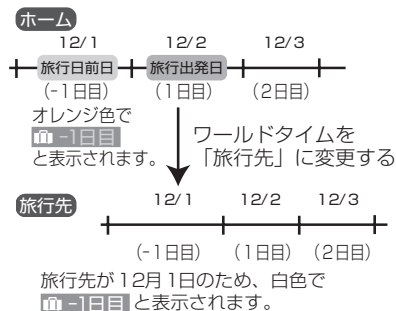 ホーム
12/1 12/2 12/3
旅行日前日 旅行出発日
(-1日目) (1日目) (2日目)
オレンジ色で
-1日目
と表示されます。
ワールドタイムを
「旅行先」に変更する
旅行先
12/1 12/2 12/3
(-1日目) (1日目) (2日目)
旅行先が12月1日のため、白色で
-1日目 と表示されます。